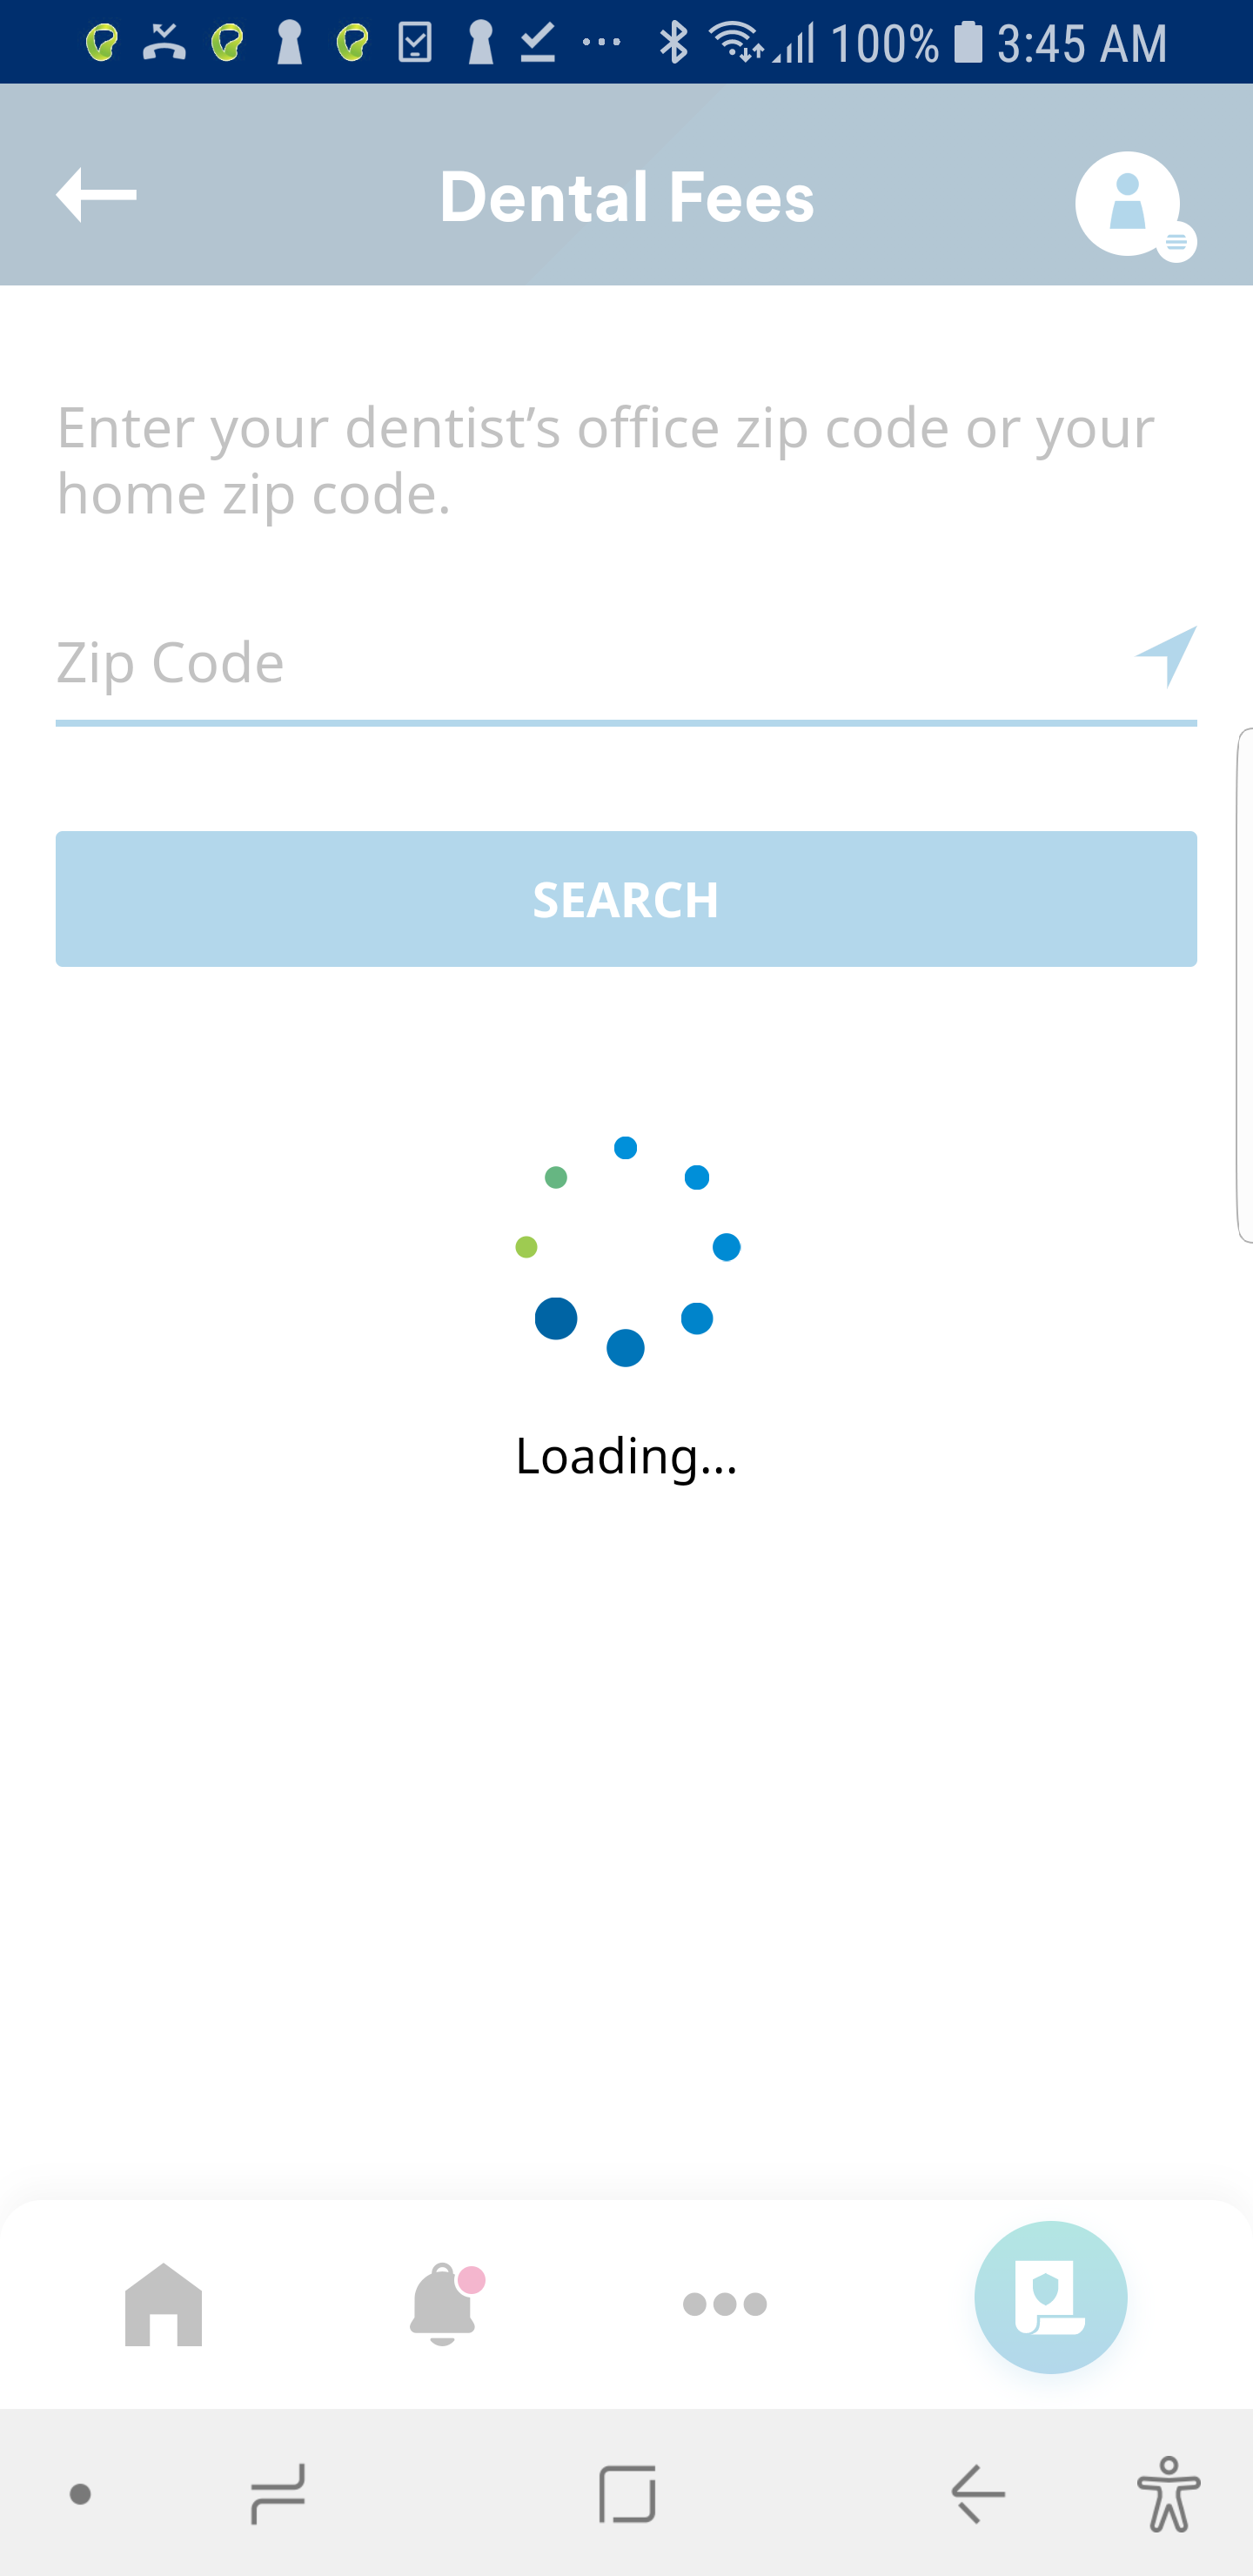 100% 3:45 AM
Dental Fees
Enter your dentist’s office zip code or your
home zip code.
Zip Code
SEARCH
Loading...